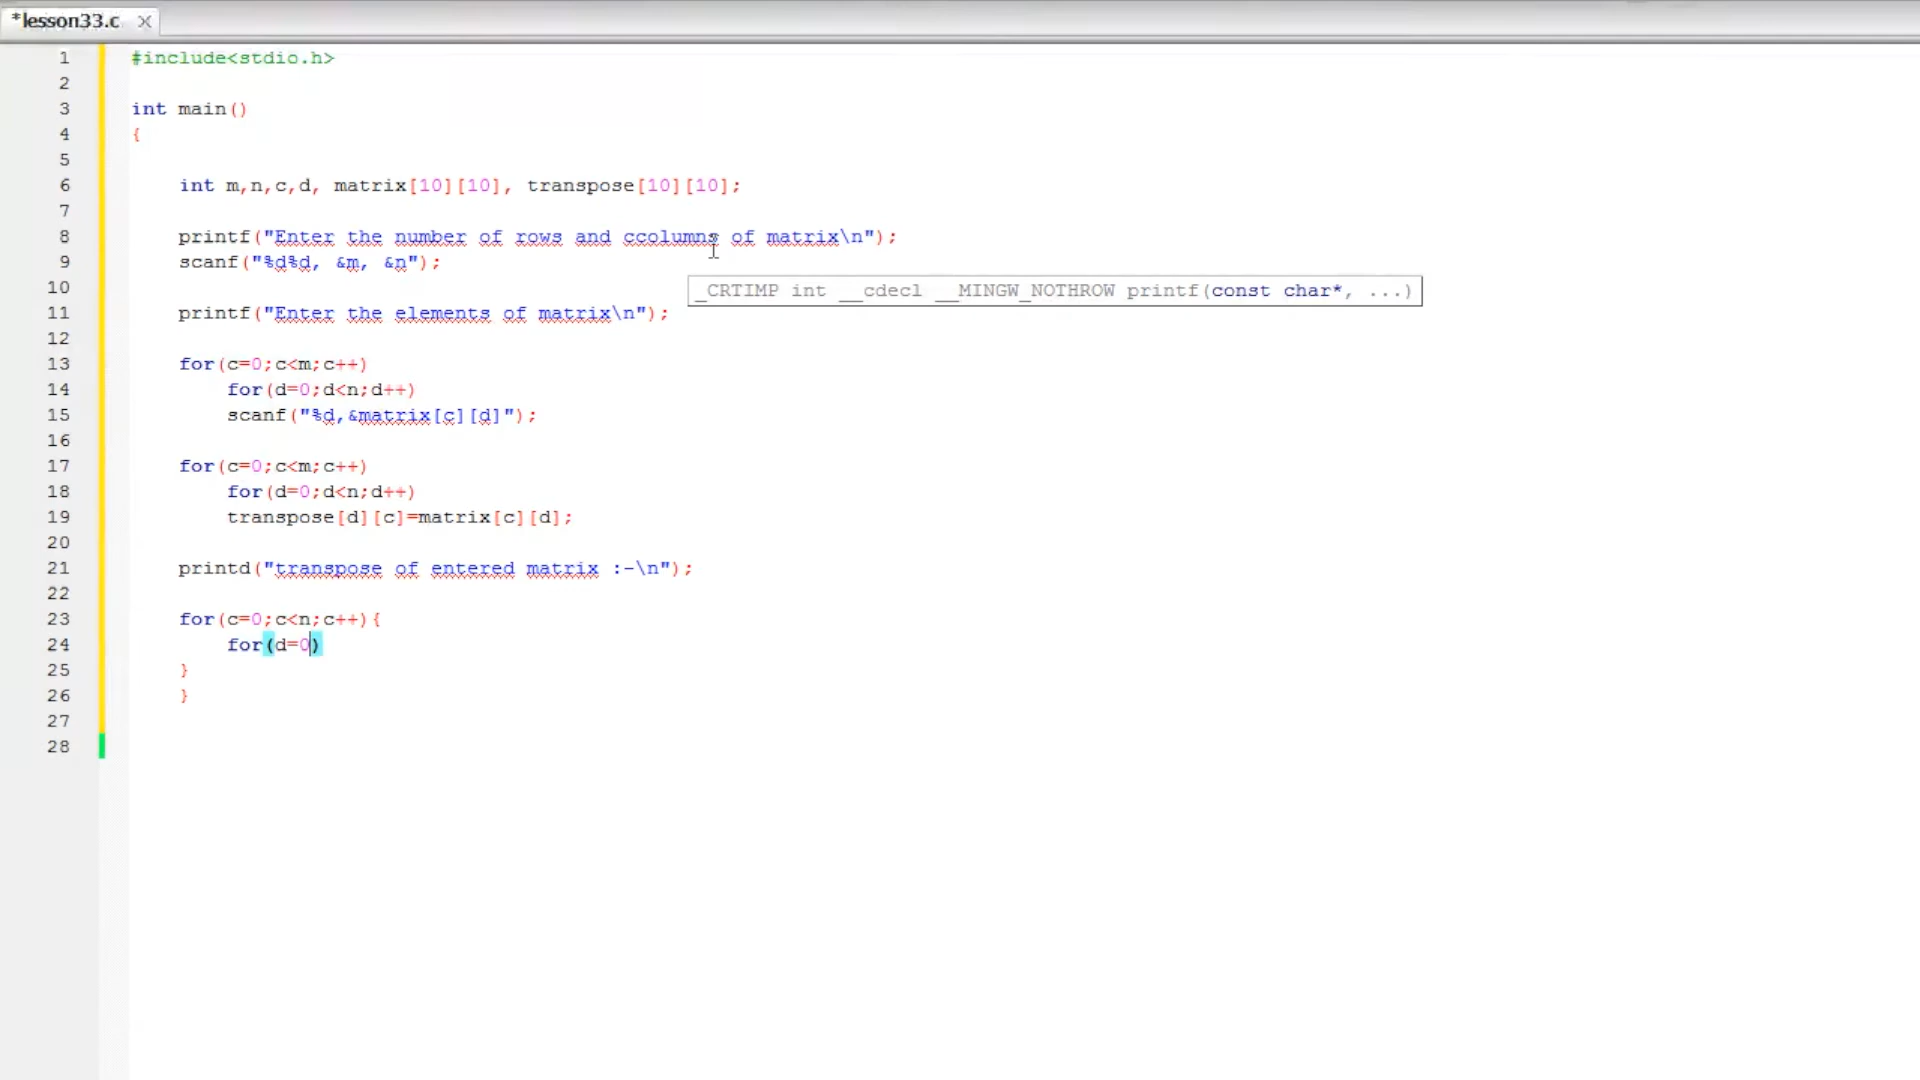 *lesson33.c
1 #include<stdio.h>
2
3 int main()
4 {
5
6 int m,n,c,d, matrix[10][10], transpose[10][10];
7
8 printf("Enter the number of rows and ccolumns of matrix\n");
9 scanf("%d%d, &m, &n");
10
_CRTIMP int __cdecl __MINGW_NOTHROW printf(const char*, ...)
11 printf("Enter the elements of matrix\n");
12
13 for(c=0;c<m;c++)
14 for(d=0;d<n;d++)
15 scanf("%d,&matrix[c][d]");
16
17 for(c=0;c<m;c++)
18 for(d=0;d<n;d++)
19 transpose[d][c]=matrix[c][d];
20
21 printd("transpose of entered matrix :-\n");
22
23 for(c=0;c<n;c++){
24 for(d=0)
25 }
26 }
27
28